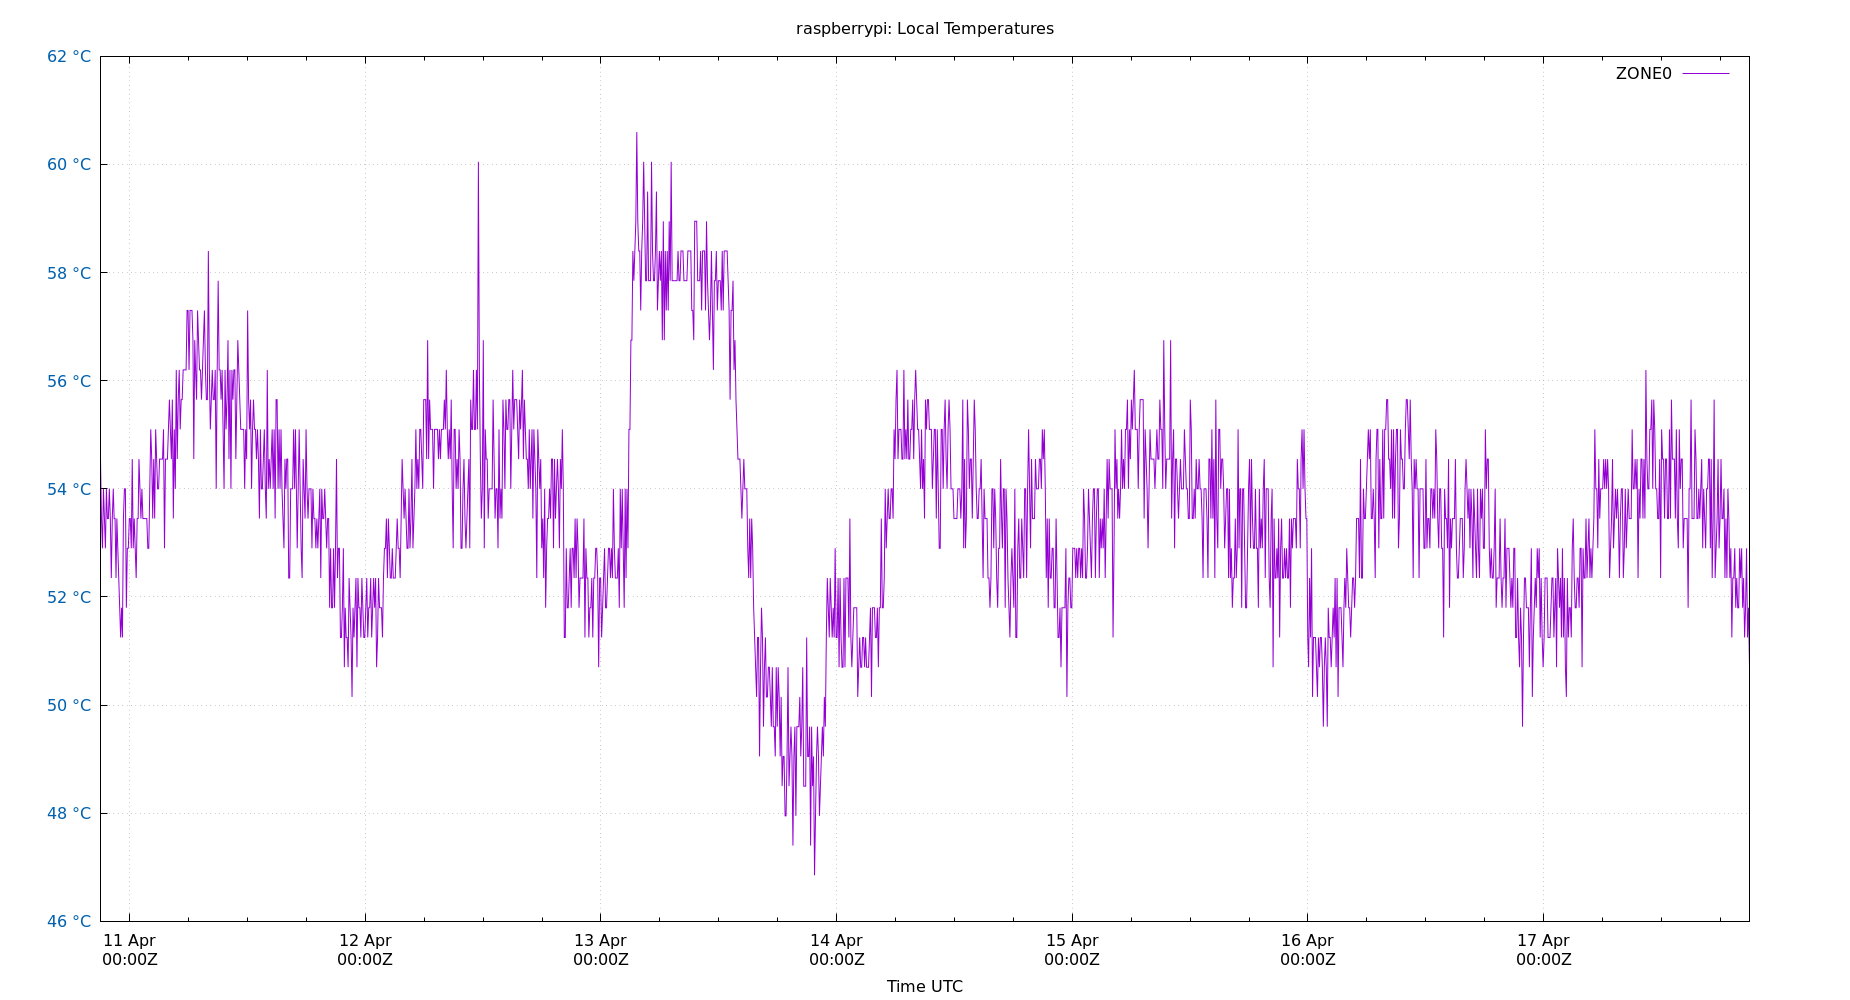 raspberrypi: Local Temperatures
62 °C
ZONE0
60 °C
58 °C
56 °C
54 °C
52 °C
50 °C
48 °C
46 °C
11 Apr 12 Apr 13 Apr 14 Apr 15 Apr 16 Apr 17 Apr
00:00Z 00:00Z 00:00Z 00:00Z 00:00Z 00:00Z 00:00Z
Time UTC